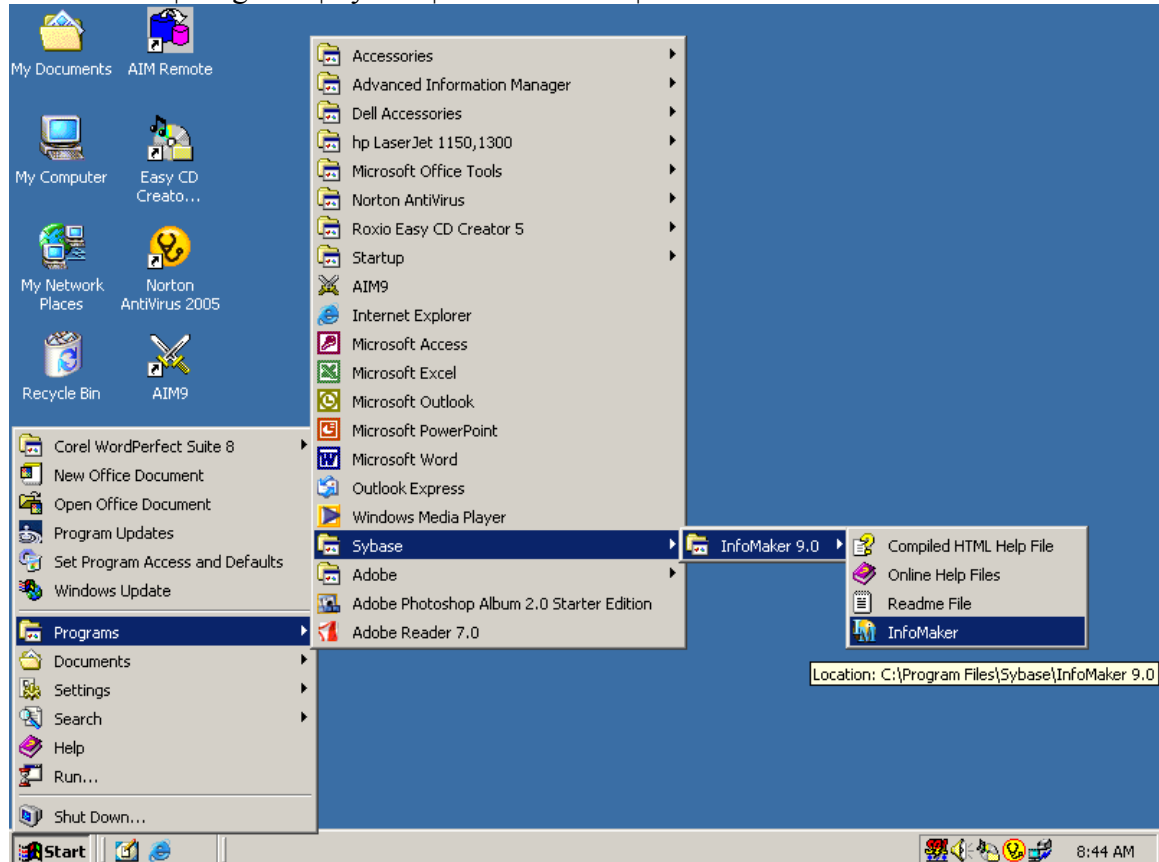 My Documents
AIM Remote
My Computer
Easy CD
Creato...
My Network
Places
Norton
AntiVirus 2005
Recycle Bin
AIM9
Corel WordPerfect Suite 8
New Office Document
Open Office Document
Program Updates
Set Program Access and Defaults
Windows Update
Programs
Documents
Settings
Search
Help
Run...
Shut Down...
Accessories
Advanced Information Manager
Dell Accessories
hp LaserJet 1150,1300
Microsoft Office Tools
Norton AntiVirus
Roxio Easy CD Creator 5
Startup
AIM9
Internet Explorer
Microsoft Access
Microsoft Excel
Microsoft Outlook
Microsoft PowerPoint
Microsoft Word
Outlook Express
Windows Media Player
Sybase
Adobe
Adobe Photoshop Album 2.0 Starter Edition
Adobe Reader 7.0
InfoMaker 9.0
Compiled HTML Help File
Online Help Files
Readme File
InfoMaker
Location: C:\Program Files\Sybase\InfoMaker 9.0
Start
8:44 AM